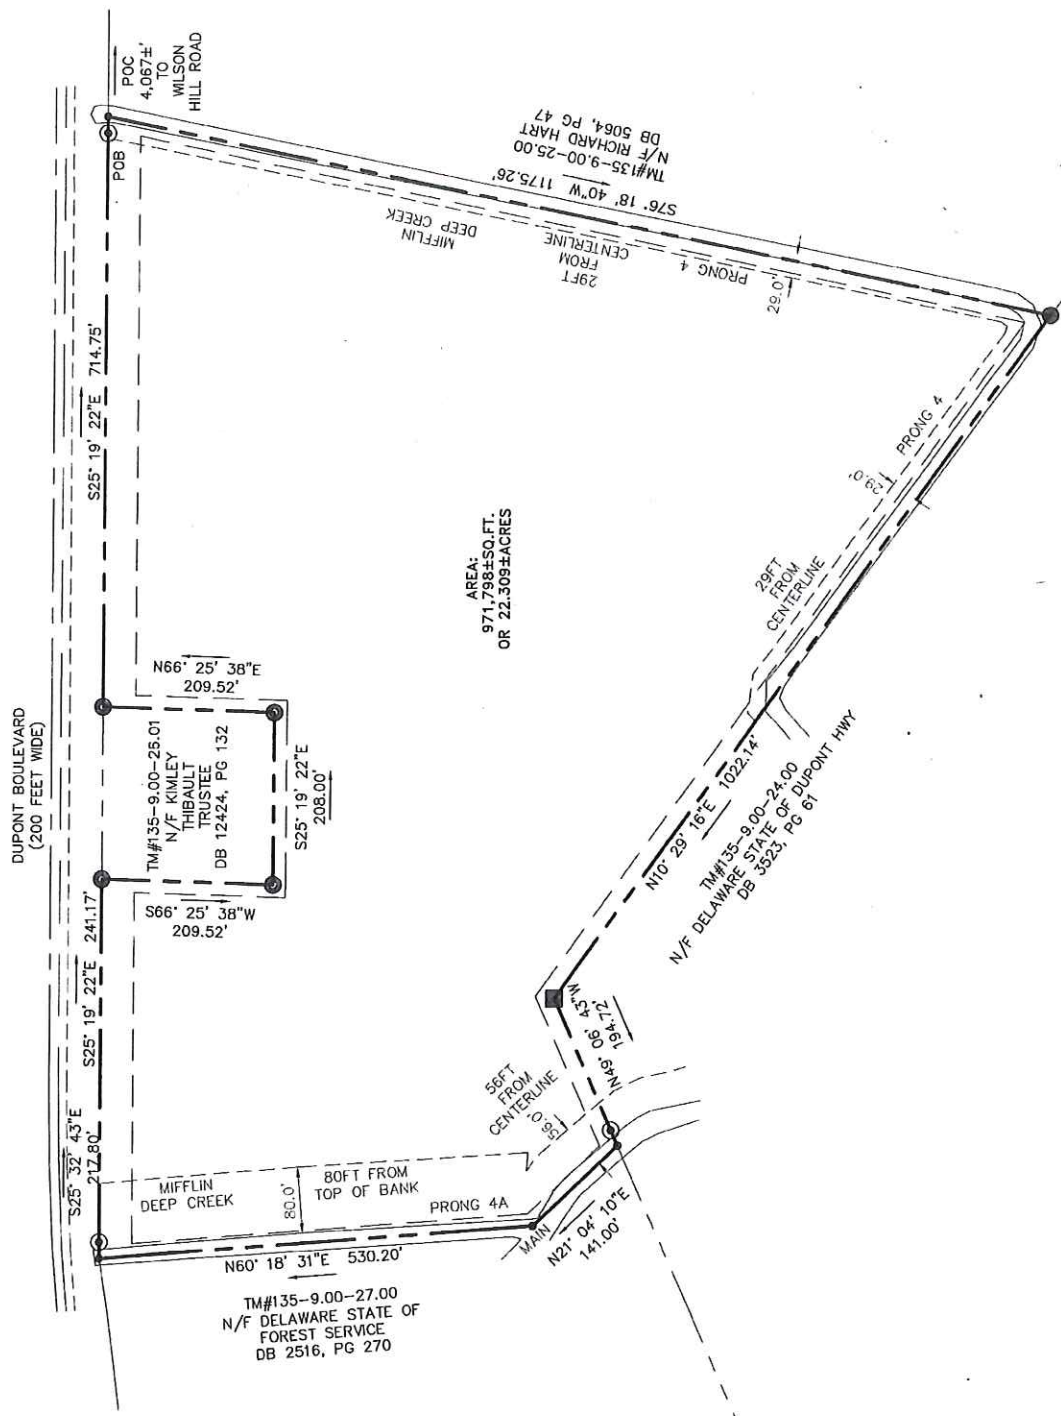 POC
4,067±'
TO
WILSON
HILL ROAD
POB
DUPONT BOULEVARD
(200 FEET WIDE)
S25° 19' 22"E 714.75'
S76° 18' 40"W 1175.26'
TM#135-9.00-25.00
N/F RICHARD HART
DB 5064, PG 47
MIFFLIN
DEEP CREEK
29FT
FROM
CENTERLINE
PRONG 4
29.0'
PRONG 4
29.0'
29FT
FROM
CENTERLINE
AREA:
971,798±SQ.FT.
OR 22.309±ACRES
N66° 25' 38"E
209.52'
TM#135-9.00-25.01
N/F KIMLEY
THIBAULT
TRUSTEE
DB 12424, PG 132
S25° 19' 22"E
208.00'
S66° 25' 38"W
209.52'
S25° 19' 22"E 241.17'
S25° 32' 43"E
217.80'
N10° 29' 16"E 1022.14'
TM#135-9.00-24.00
N/F DELAWARE STATE OF DUPONT HWY
DB 3523, PG 61
N49° 06' 43"W
194.72'
56FT
FROM
CENTERLINE
56.0'
MIFFLIN
DEEP CREEK
80.0'
80FT FROM
TOP OF BANK
PRONG 4A
MAIN
N21° 04' 10"E
141.00'
N60° 18' 31"E 530.20'
TM#135-9.00-27.00
N/F DELAWARE STATE OF
FOREST SERVICE
DB 2516, PG 270